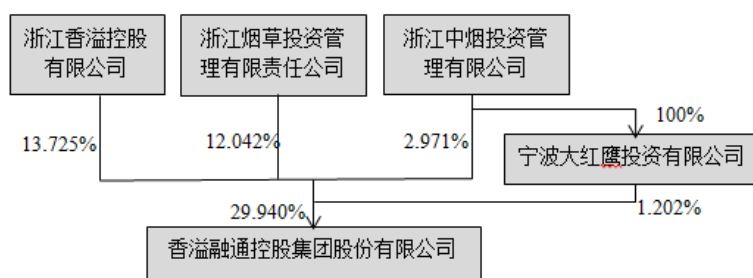 浙江香溢控股
有限公司
浙江烟草投资管
理有限责任公司
浙江中烟投资管
理有限公司
13.725%
12.042%
2.971%
100%
宁波大红鹰投资有限公司
29.940%
1.202%
香溢融通控股集团股份有限公司